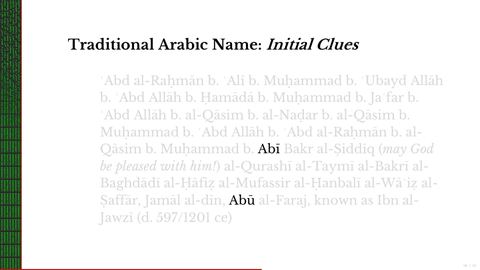 Traditional Arabic Name: Initial Clues
ʿAbd al-Raḥmān b. ʿAlī b. Muḥammad b. ʿUbayd Allāh
b. ʿAbd Allāh b. Ḥamādā b. Muḥammad b. Jaʿfar b.
ʿAbd Allāh b. al-Qāsim b. al-Naḍar b. al-Qāsim b.
Muḥammad b. ʿAbd Allāh b. ʿAbd al-Raḥmān b. al-
Qāsim b. Muḥammad b. Abī Bakr al-Ṣiddīq (may God
be pleased with him!) al-Qurashī al-Taymī al-Bakrī al-
Baghdādī al-Ḥāfiẓ al-Mufassir al-Ḥanbalī al-Wāʿiẓ al-
Ṣaffār, Jamāl al-dīn, Abū al-Faraj, known as Ibn al-
Jawzī (d. 597/1201 ce)